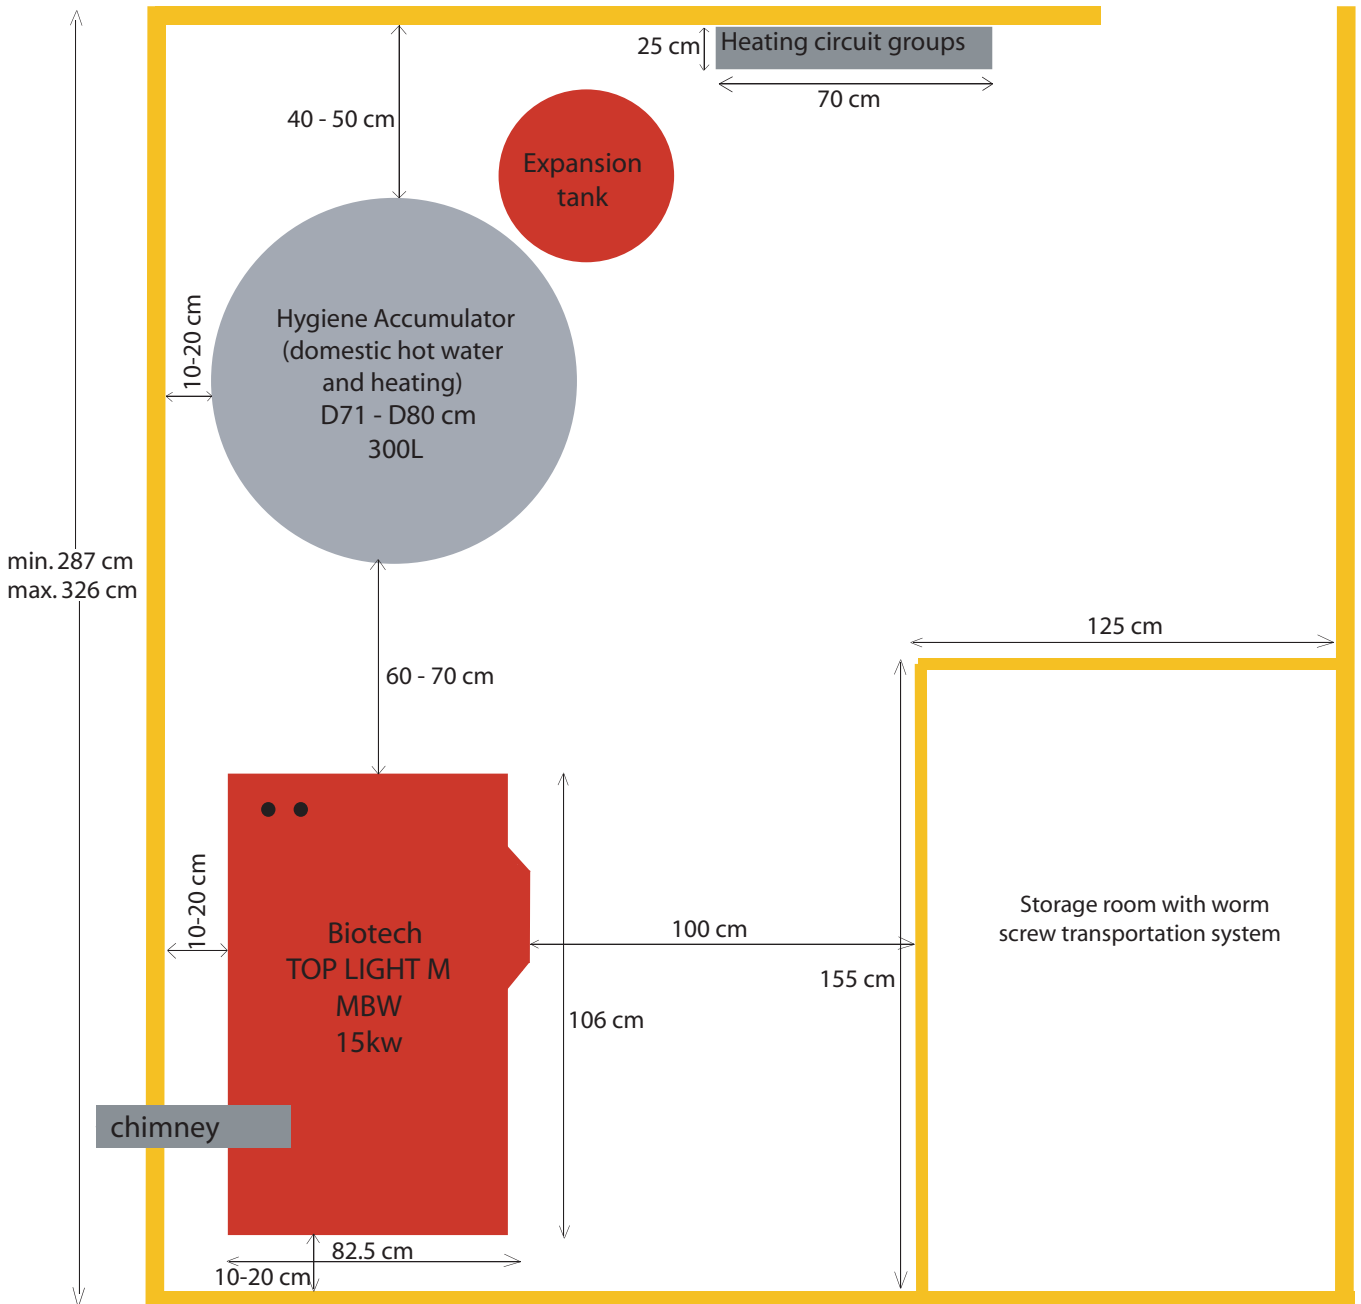 25 cm
Heating circuit groups
70 cm
40 - 50 cm
Expansion
tank
10-20 cm
Hygiene Accumulator
(domestic hot water
and heating)
D71 - D80 cm
300L
min. 287 cm
max. 326 cm
125 cm
60 - 70 cm
10-20 cm
Biotech
TOP LIGHT M
MBW
15kw
100 cm
155 cm
106 cm
Storage room with worm
screw transportation system
chimney
82.5 cm
10-20 cm